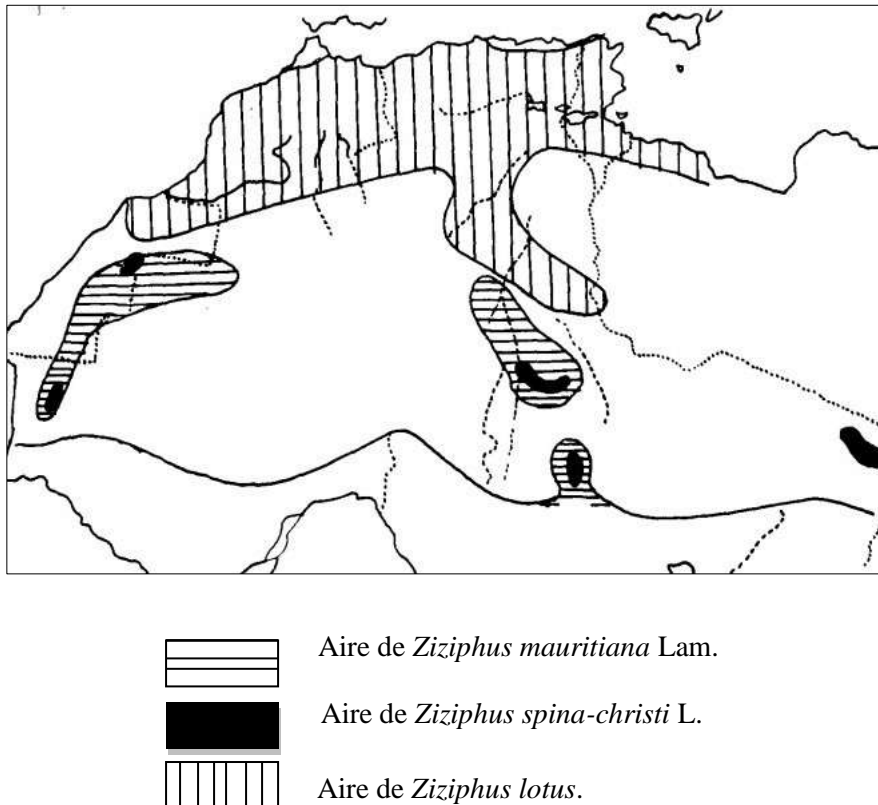 Aire de Ziziphus mauritiana Lam.
Aire de Ziziphus spina-christi L.
Aire de Ziziphus lotus.